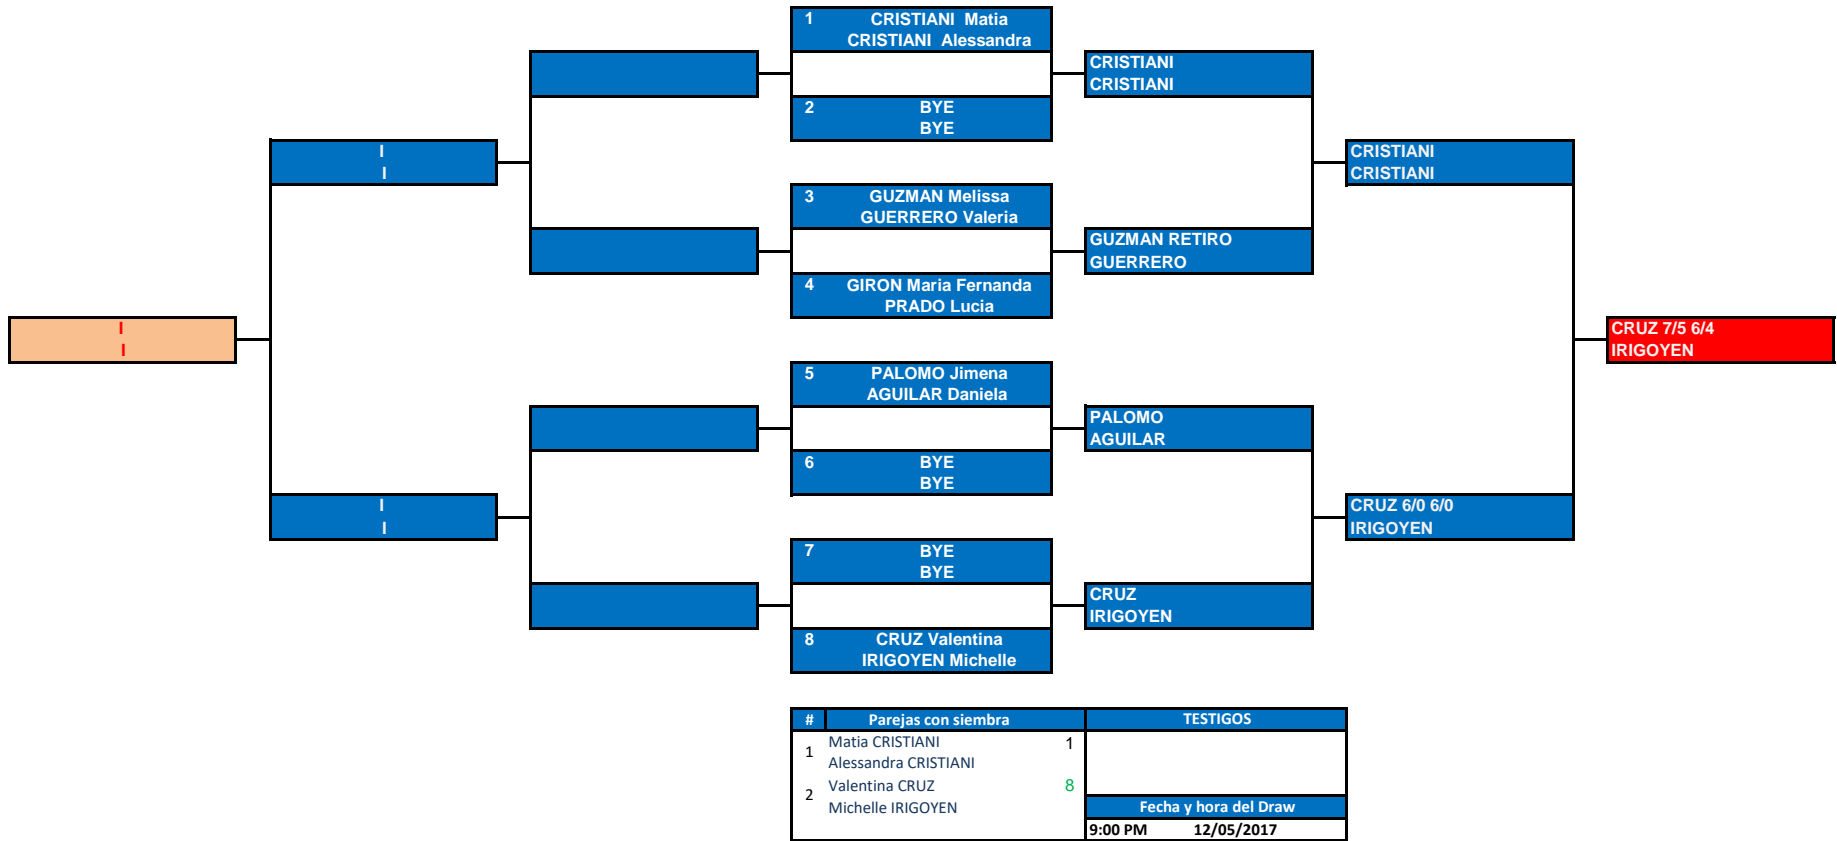 1 CRISTIANI Matia
CRISTIANI Alessandra
CRISTIANI
CRISTIANI
2 BYE
BYE
I
I
CRISTIANI
CRISTIANI
3 GUZMAN Melissa
GUERRERO Valeria
GUZMAN RETIRO
GUERRERO
4 GIRON Maria Fernanda
PRADO Lucia
I
I
CRUZ 7/5 6/4
IRIGOYEN
5 PALOMO Jimena
AGUILAR Daniela
PALOMO
AGUILAR
6 BYE
BYE
I
I
CRUZ 6/0 6/0
IRIGOYEN
7 BYE
BYE
CRUZ
IRIGOYEN
8 CRUZ Valentina
IRIGOYEN Michelle
# Parejas con siembra TESTIGOS
1 Matia CRISTIANI 1
Alessandra CRISTIANI
2 Valentina CRUZ 8
Michelle IRIGOYEN
Fecha y hora del Draw
9:00 PM 12/05/2017